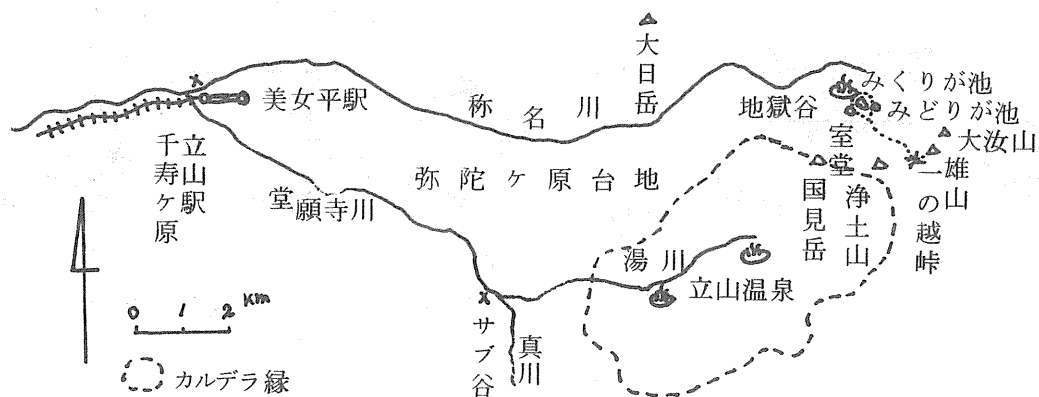 大日岳
みくりが池
地獄谷
みどりが池
美女平駅
称名川
室堂
大汝山
雄山
一の越峠
浄土山
国見岳
立山駅
千寿ヶ原
弥陀ヶ原台地
堂願寺川
湯川
立山温泉
0 1 2 km
サブ谷
真川
カルデラ縁